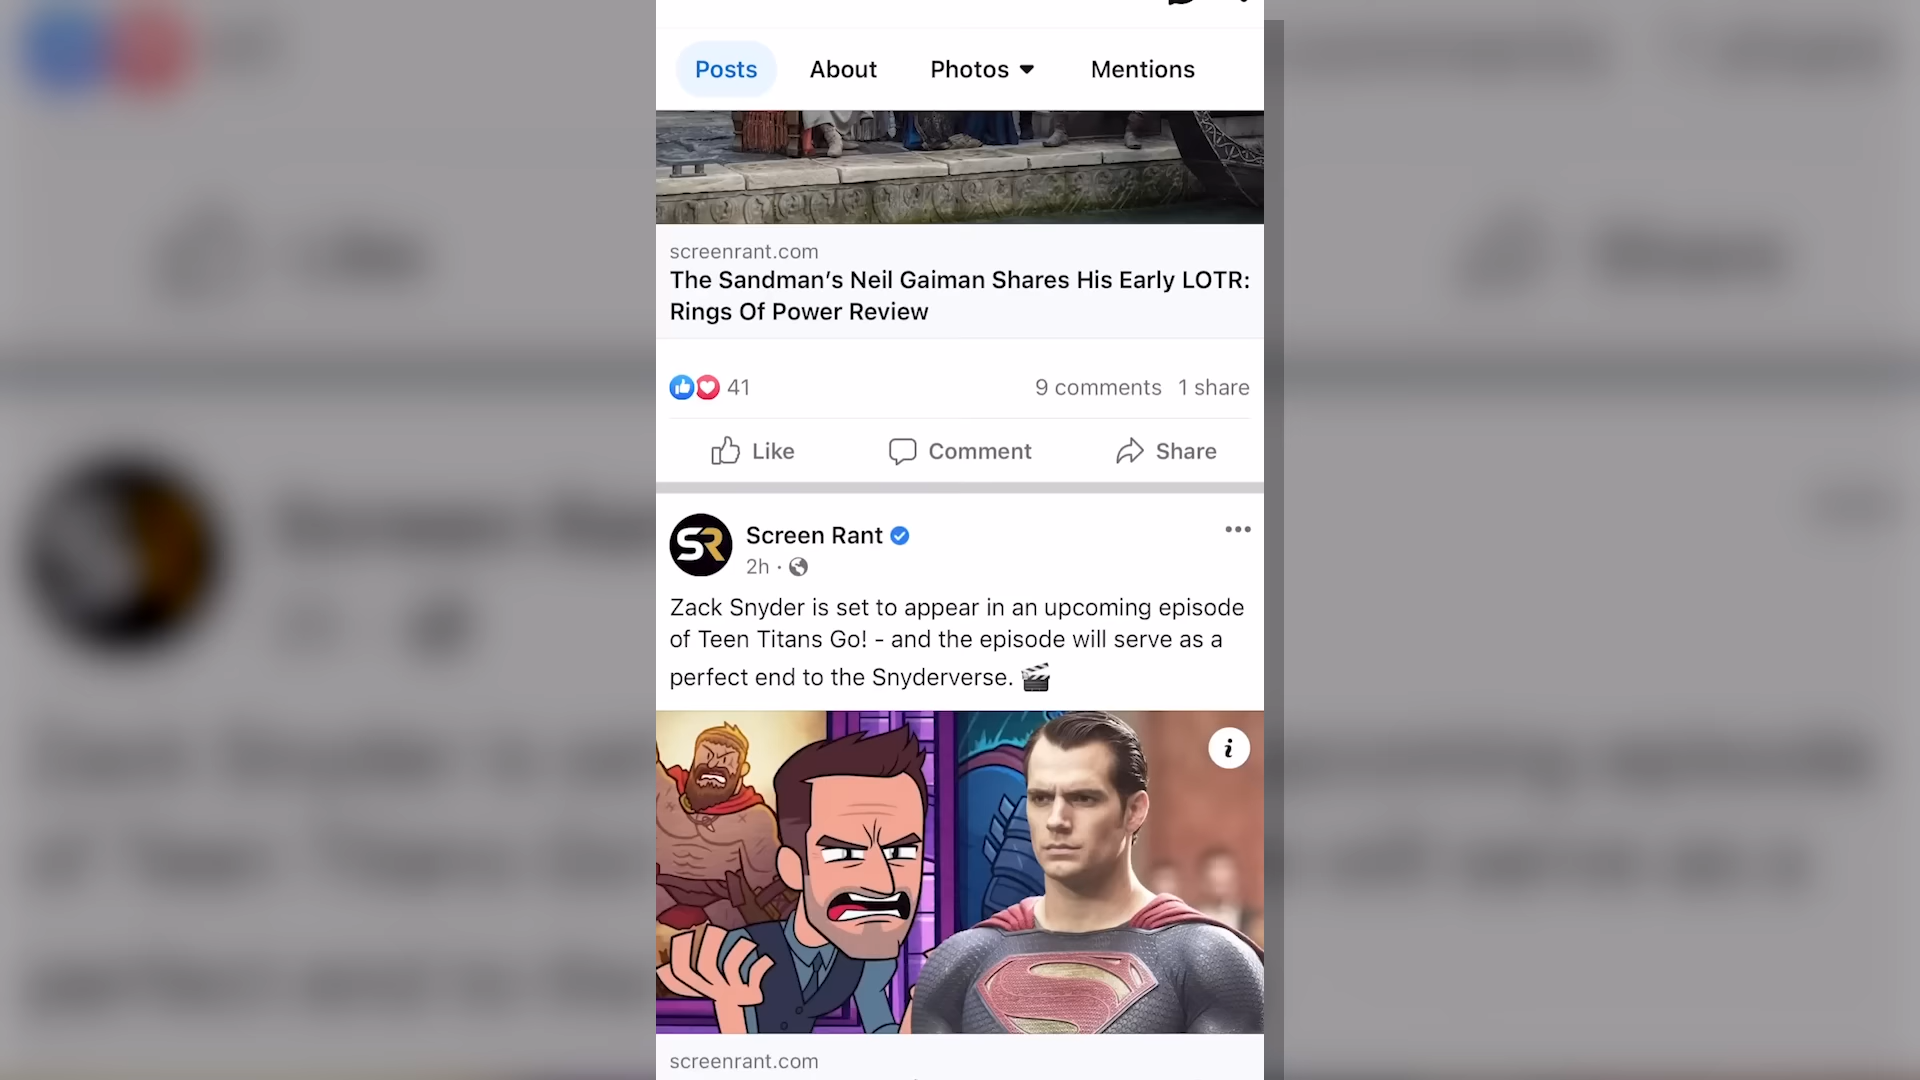 Posts About Photos Mentions
screenrant.com
The Sandman’s Neil Gaiman Shares His Early LOTR:
Rings Of Power Review
41 9 comments 1 share
Like Comment Share
SR
Screen Rant
2h ·
Zack Snyder is set to appear in an upcoming episode
of Teen Titans Go! - and the episode will serve as a
perfect end to the Snyderverse. 🎬
i
screenrant.com